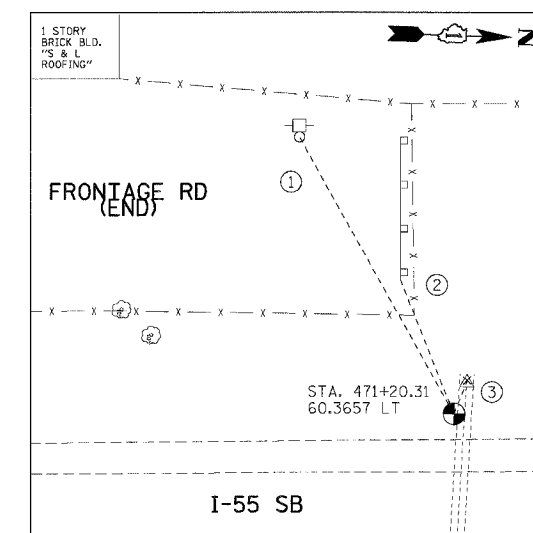 1 STORY
BRICK BLD.
"S & L
ROOFING"
N
1
FRONTAGE RD
(END)
2
STA. 471+20.31
60.3657 LT
3
I-55 SB